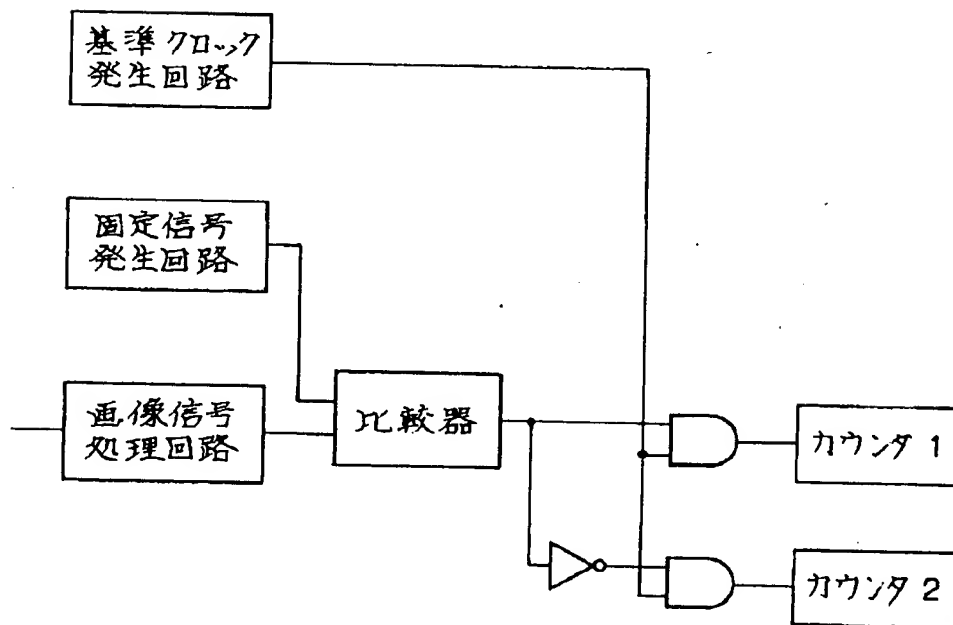 基準クロック
発生回路
固定信号
発生回路
画像信号
処理回路
比較器
カウンタ 1
カウンタ 2